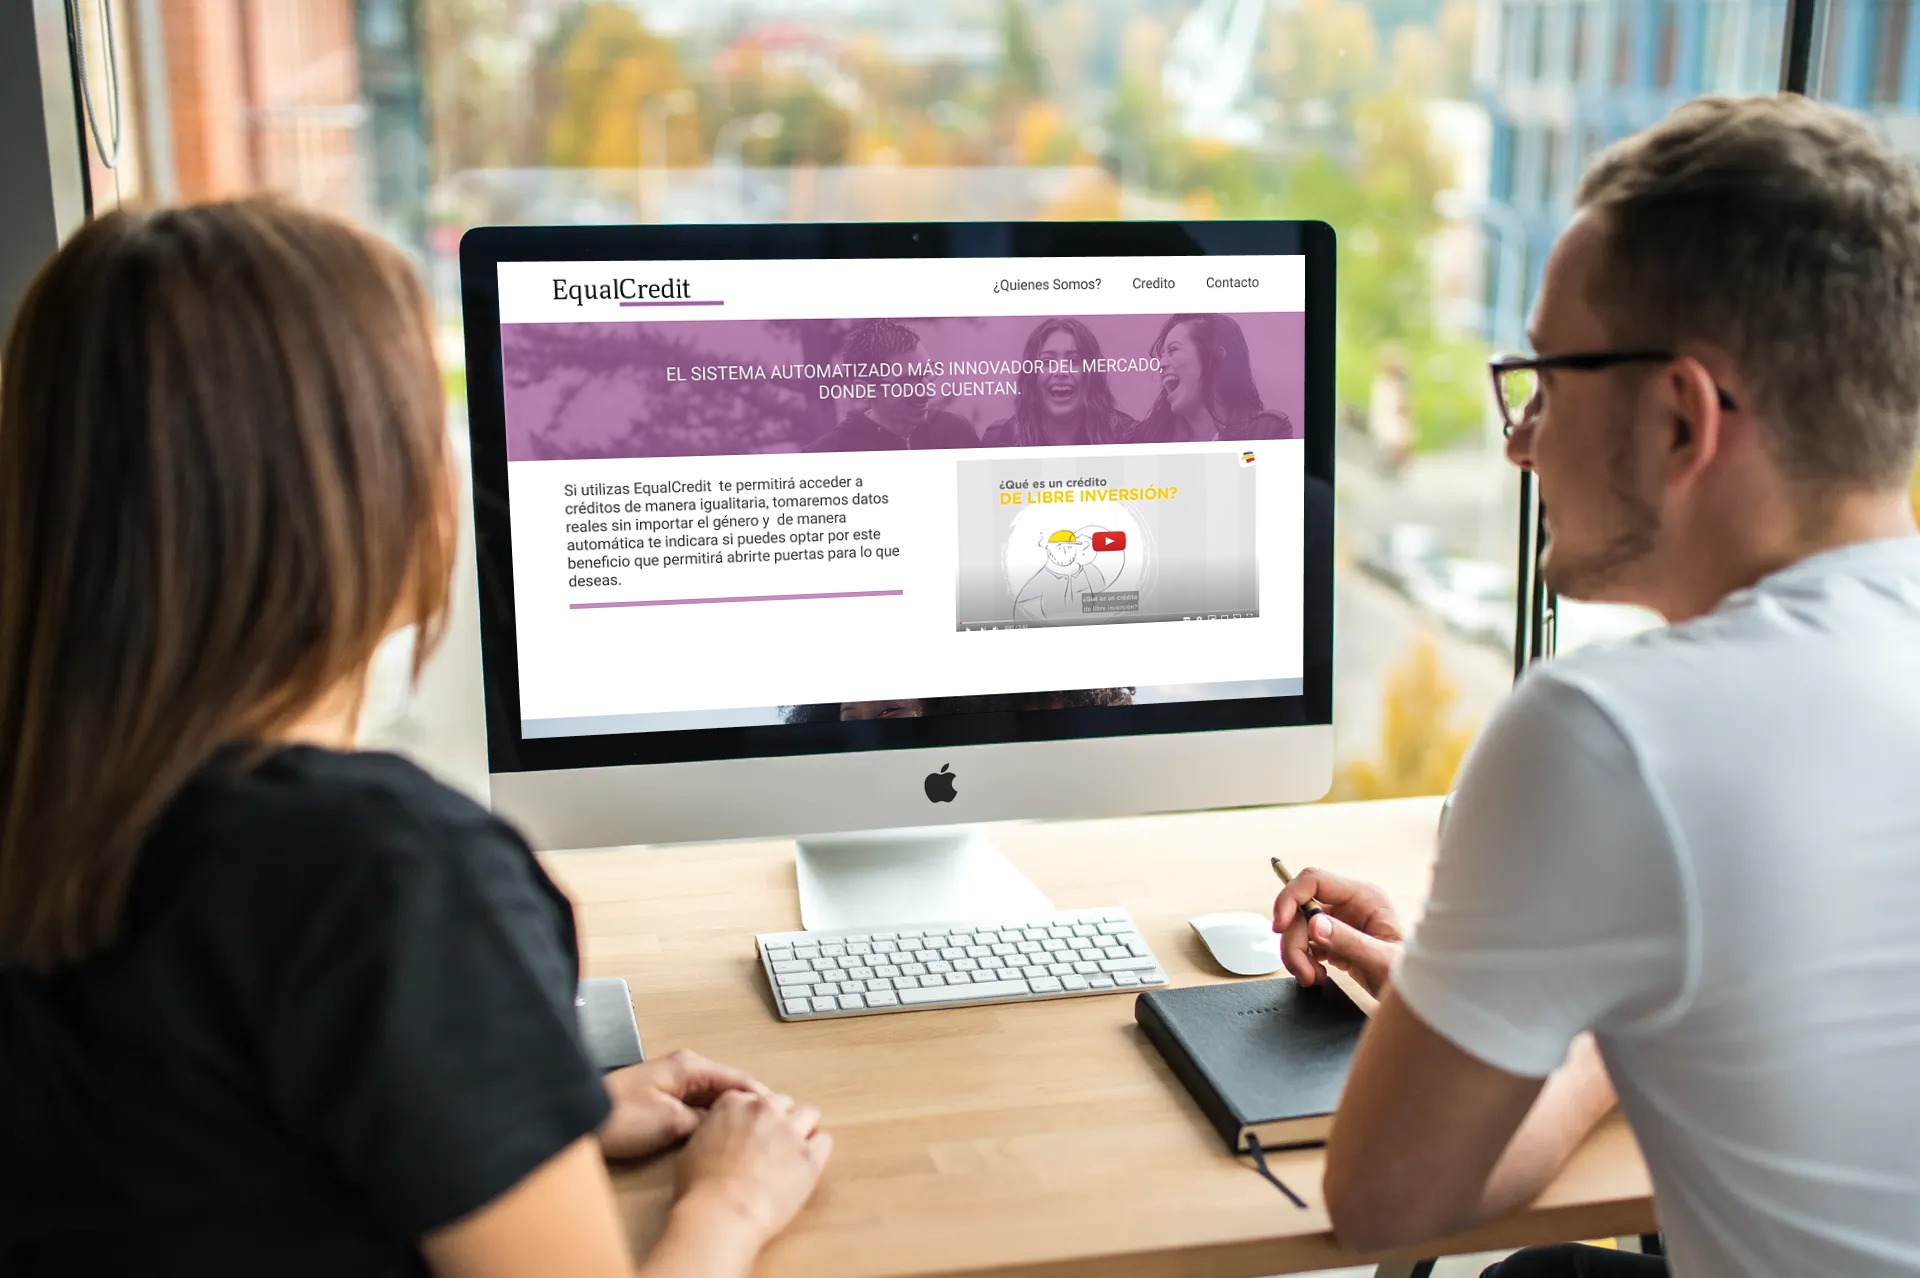 EqualCredit
¿Quienes Somos? Credito Contacto
EL SISTEMA AUTOMATIZADO MÁS INNOVADOR DEL MERCADO,
DONDE TODOS CUENTAN.
Si utilizas EqualCredit te permitirá acceder a
créditos de manera igualitaria, tomaremos datos
reales sin importar el género y de manera
automática te indicara si puedes optar por este
beneficio que permitirá abrirte puertas para lo que
deseas.
¿Qué es un crédito
DE LIBRE INVERSIÓN?
¿Qué es un crédito
de libre inversión?